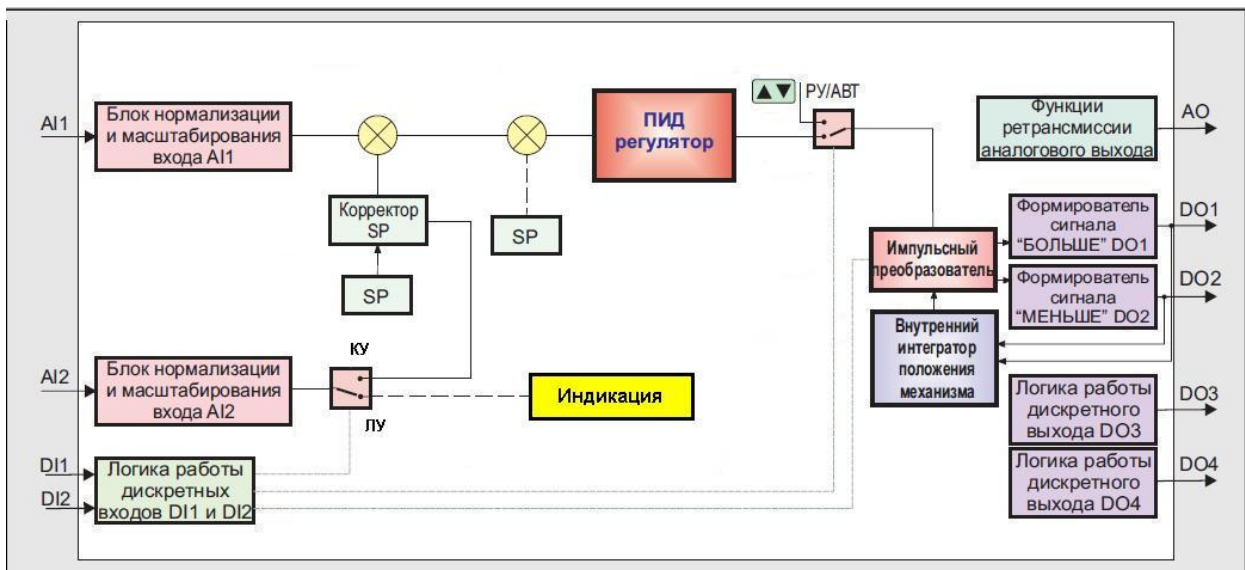 AI1
Блок нормализации
и масштабирования
входа AI1
Корректор
SP
SP
SP
ПИД
регулятор
▲▼
РУ/АВТ
Функции
ретрансмиссии
аналогового выхода
AO
Формирователь
сигнала
“БОЛЬШЕ” DO1
DO1
Импульсный
преобразователь
Формирователь
сигнала
“МЕНЬШЕ” DO2
DO2
Внутренний
интегратор
положения
механизма
AI2
Блок нормализации
и масштабирования
входа AI2
КУ
ЛУ
Индикация
Логика работы
дискретного
выхода DO3
DO3
DI1
DI2
Логика работы
дискретных
входов DI1 и DI2
Логика работы
дискретного
выхода DO4
DO4